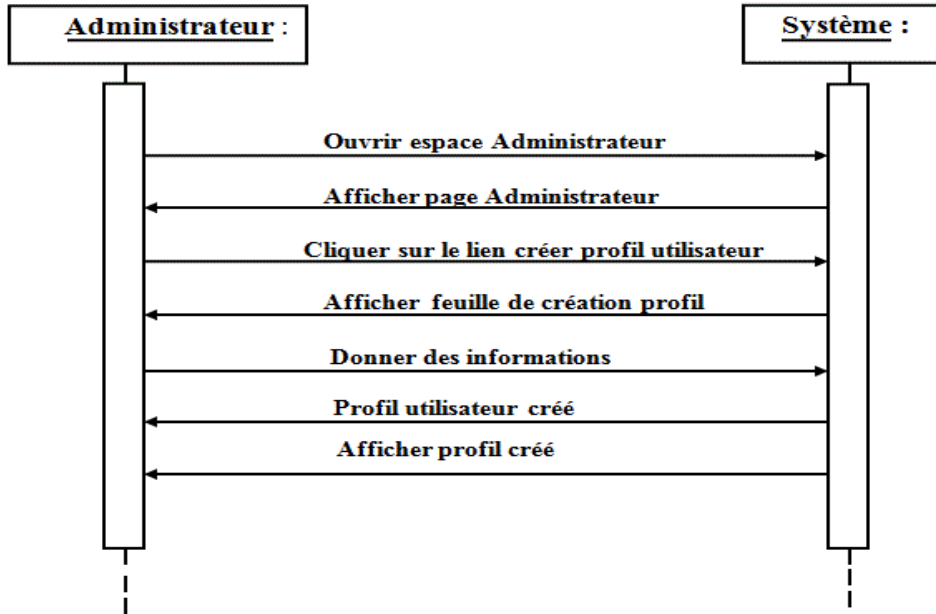 Administrateur :
Système :
Ouvrir espace Administrateur
Afficher page Administrateur
Cliquer sur le lien créer profil utilisateur
Afficher feuille de création profil
Donner des informations
Profil utilisateur créé
Afficher profil créé